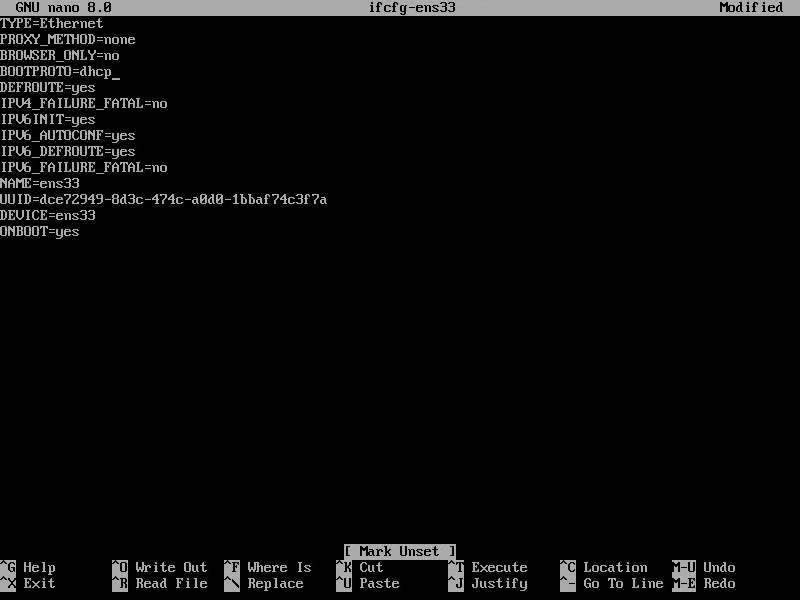 GNU nano 8.0 ifcfg-ens33 Modified
TYPE=Ethernet
PROXY_METHOD=none
BROWSER_ONLY=no
BOOTPROTO=dhcp_
DEFROUTE=yes
IPV4_FAILURE_FATAL=no
IPV6INIT=yes
IPV6_AUTOCONF=yes
IPV6_DEFROUTE=yes
IPV6_FAILURE_FATAL=no
NAME=ens33
UUID=dce72949-8d3c-474c-a0d0-1bbaf74c3f7a
DEVICE=ens33
ONBOOT=yes
[ Mark Unset ]
^G Help ^O Write Out ^F Where Is ^K Cut ^T Execute ^C Location M-U Undo
^X Exit ^R Read File ^\ Replace ^U Paste ^J Justify ^- Go To Line M-E Redo